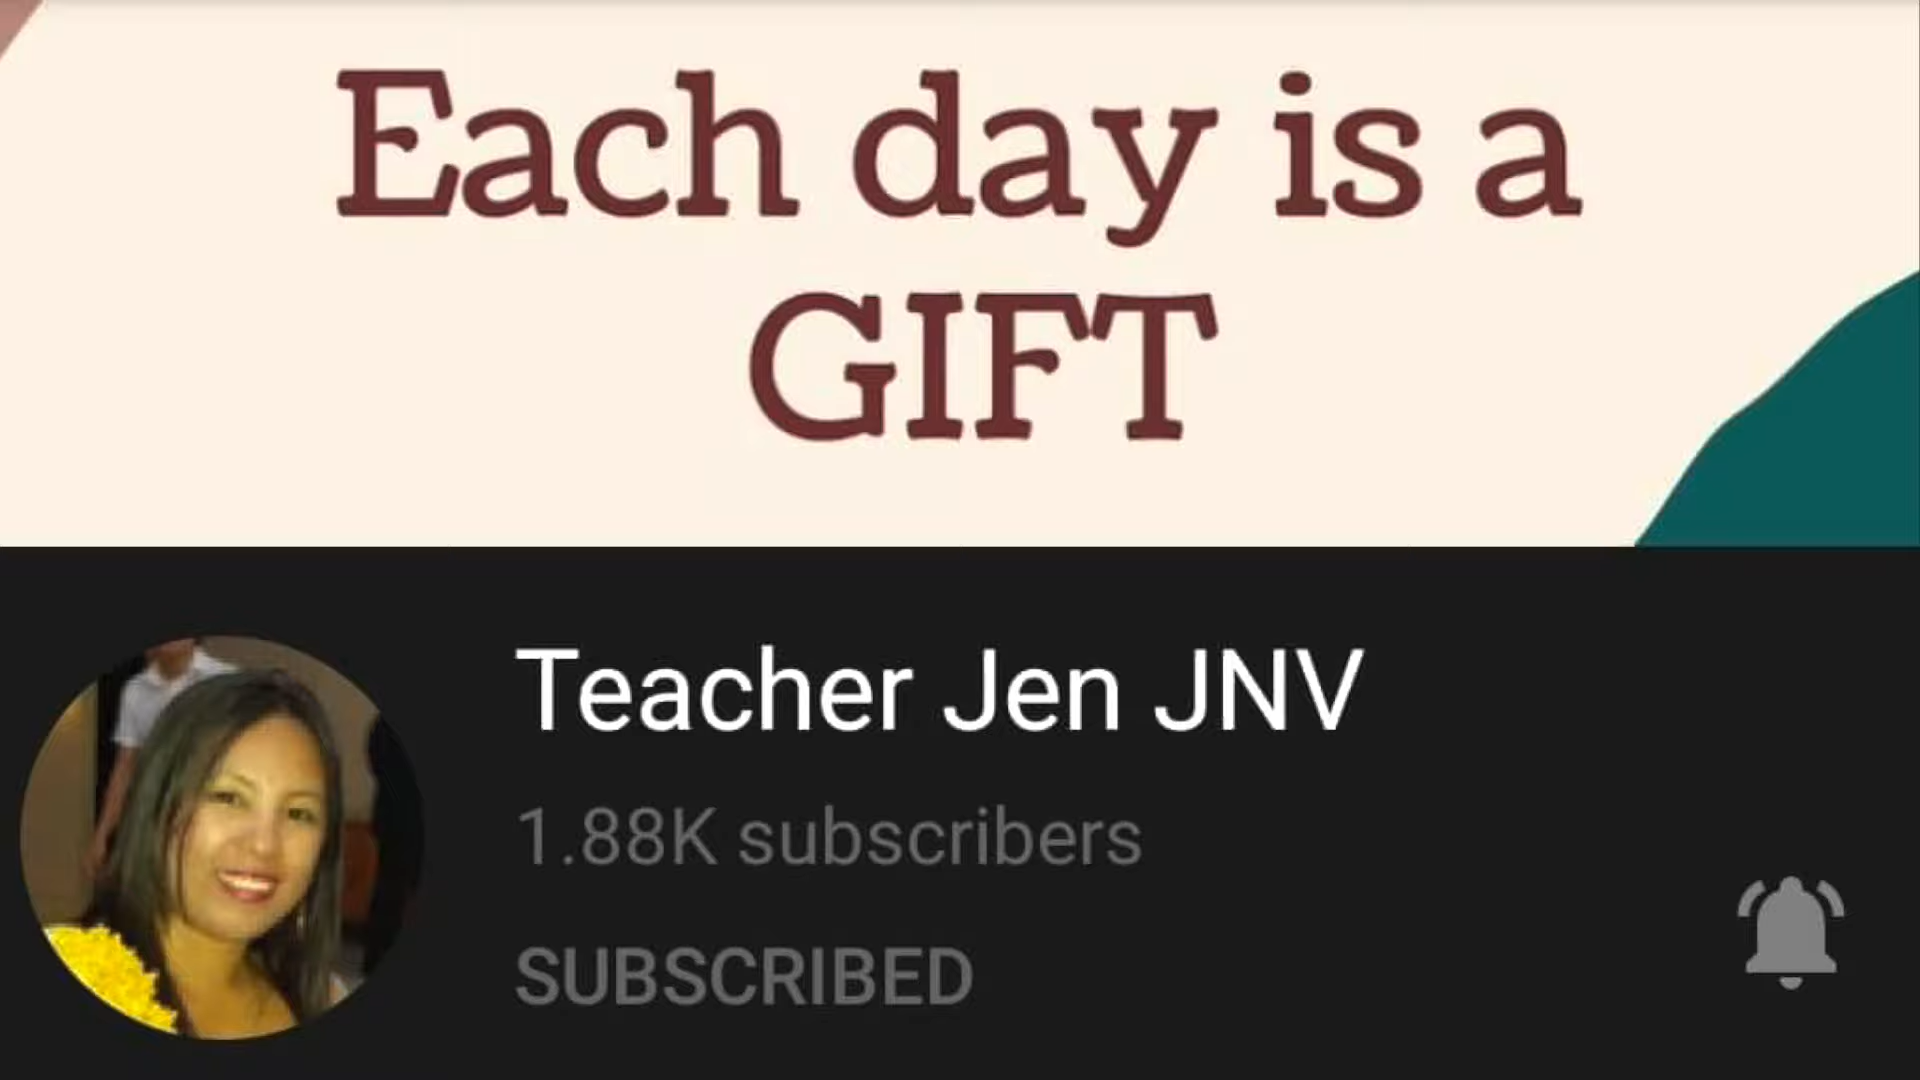 Each day is a
GIFT
Teacher Jen JNV
1.88K subscribers
SUBSCRIBED